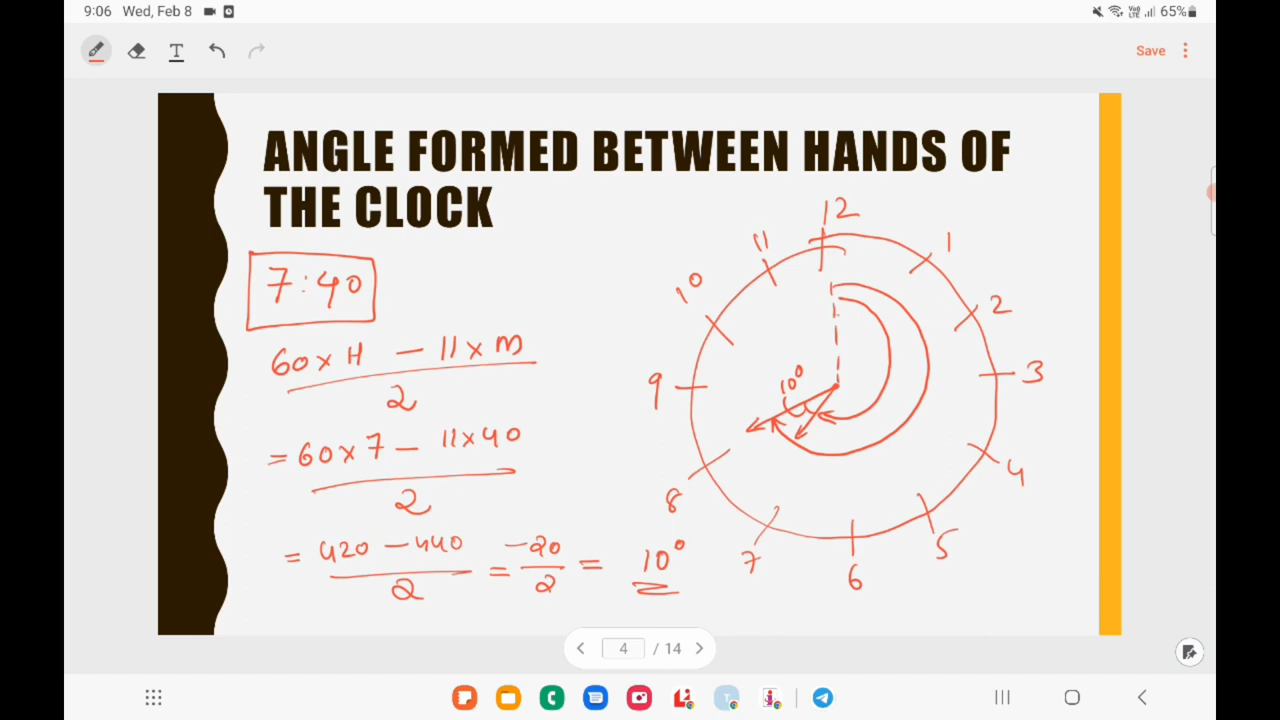 9:06 Wed, Feb 8
65%
T
Save
ANGLE FORMED BETWEEN HANDS OF
THE CLOCK
7:40
60 x H - 11 x M
2
= 60 x 7 - 11 x 40
2
= 420 - 440 = -20 = 10°
2 2
12
1
2
3
4
5
6
7
8
9
10
11
10°
4 / 14